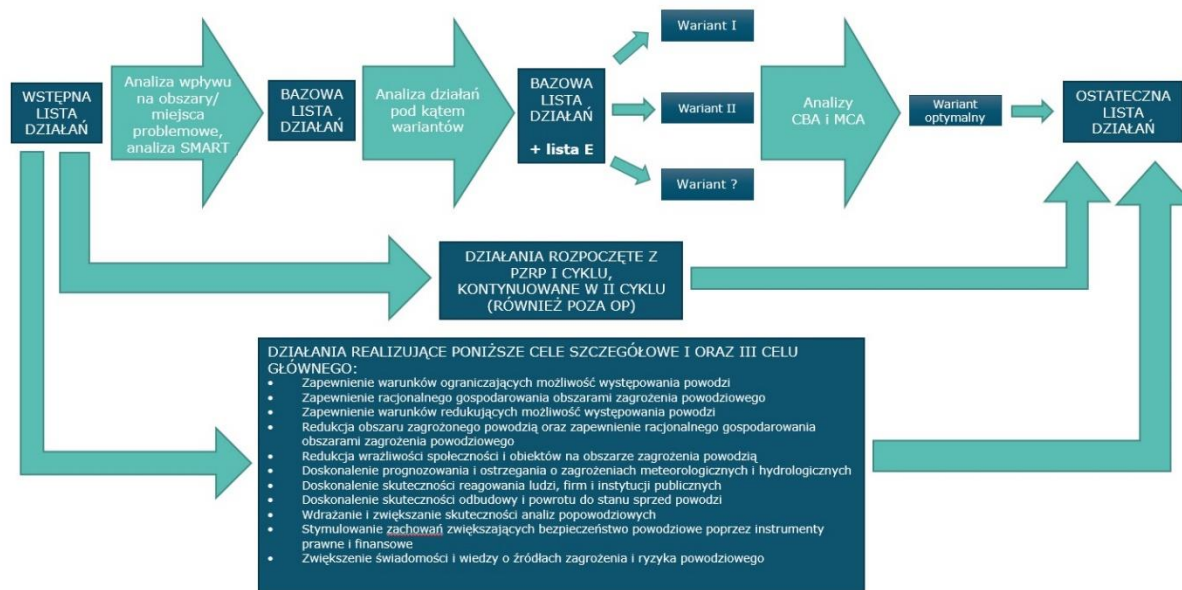 WSTĘPNA
LISTA
DZIAŁAŃ
Analiza wpływu
na obszary/
miejsca
problemowe,
analiza SMART
BAZOWA
LISTA
DZIAŁAŃ
Analiza działań
pod kątem
wariantów
BAZOWA
LISTA
DZIAŁAŃ
+ lista E
Wariant I
Wariant II
Wariant ?
Analizy
CBA i MCA
Wariant
optymalny
OSTATECZNA
LISTA
DZIAŁAŃ
DZIAŁANIA ROZPOCZĘTE Z
PZRP I CYKLU,
KONTYNUOWANE W II CYKLU
(RÓWNIEŻ POZA OP)
DZIAŁANIA REALIZUJĄCE PONIŻSZE CELE SZCZEGÓŁOWE I ORAZ III CELU
GŁÓWNEGO:
• Zapewnienie warunków ograniczających możliwość występowania powodzi
• Zapewnienie racjonalnego gospodarowania obszarami zagrożenia powodziowego
• Zapewnienie warunków redukujących możliwość występowania powodzi
• Redukcja obszaru zagrożonego powodzią oraz zapewnienie racjonalnego gospodarowania
obszarami zagrożenia powodziowego
• Redukcja wrażliwości społeczności i obiektów na obszarze zagrożenia powodzią
• Doskonalenie prognozowania i ostrzegania o zagrożeniach meteorologicznych i hydrologicznych
• Doskonalenie skuteczności reagowania ludzi, firm i instytucji publicznych
• Doskonalenie skuteczności odbudowy i powrotu do stanu sprzed powodzi
• Wdrażanie i zwiększanie skuteczności analiz popowodziowych
• Stymulowanie zachowań zwiększających bezpieczeństwo powodziowe poprzez instrumenty
prawne i finansowe
• Zwiększenie świadomości i wiedzy o źródłach zagrożenia i ryzyka powodziowego